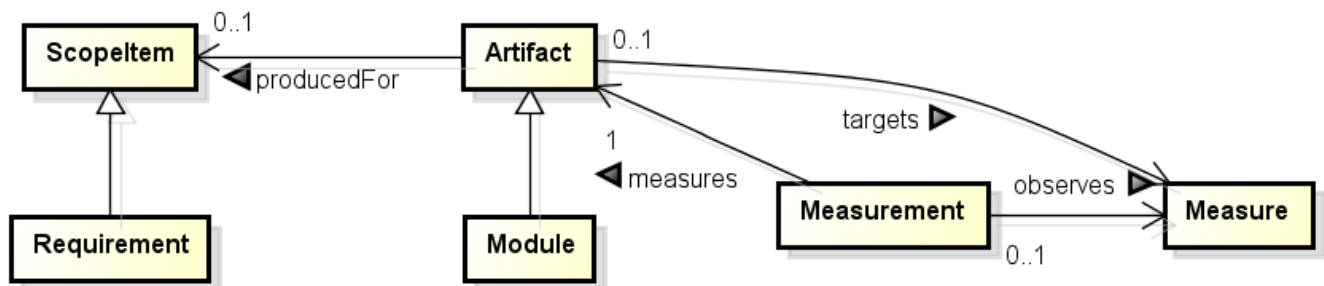 0..1
ScopeItem
Artifact
0..1
producedFor
targets
1
measures
observes
Measurement
Measure
Requirement
Module
0..1